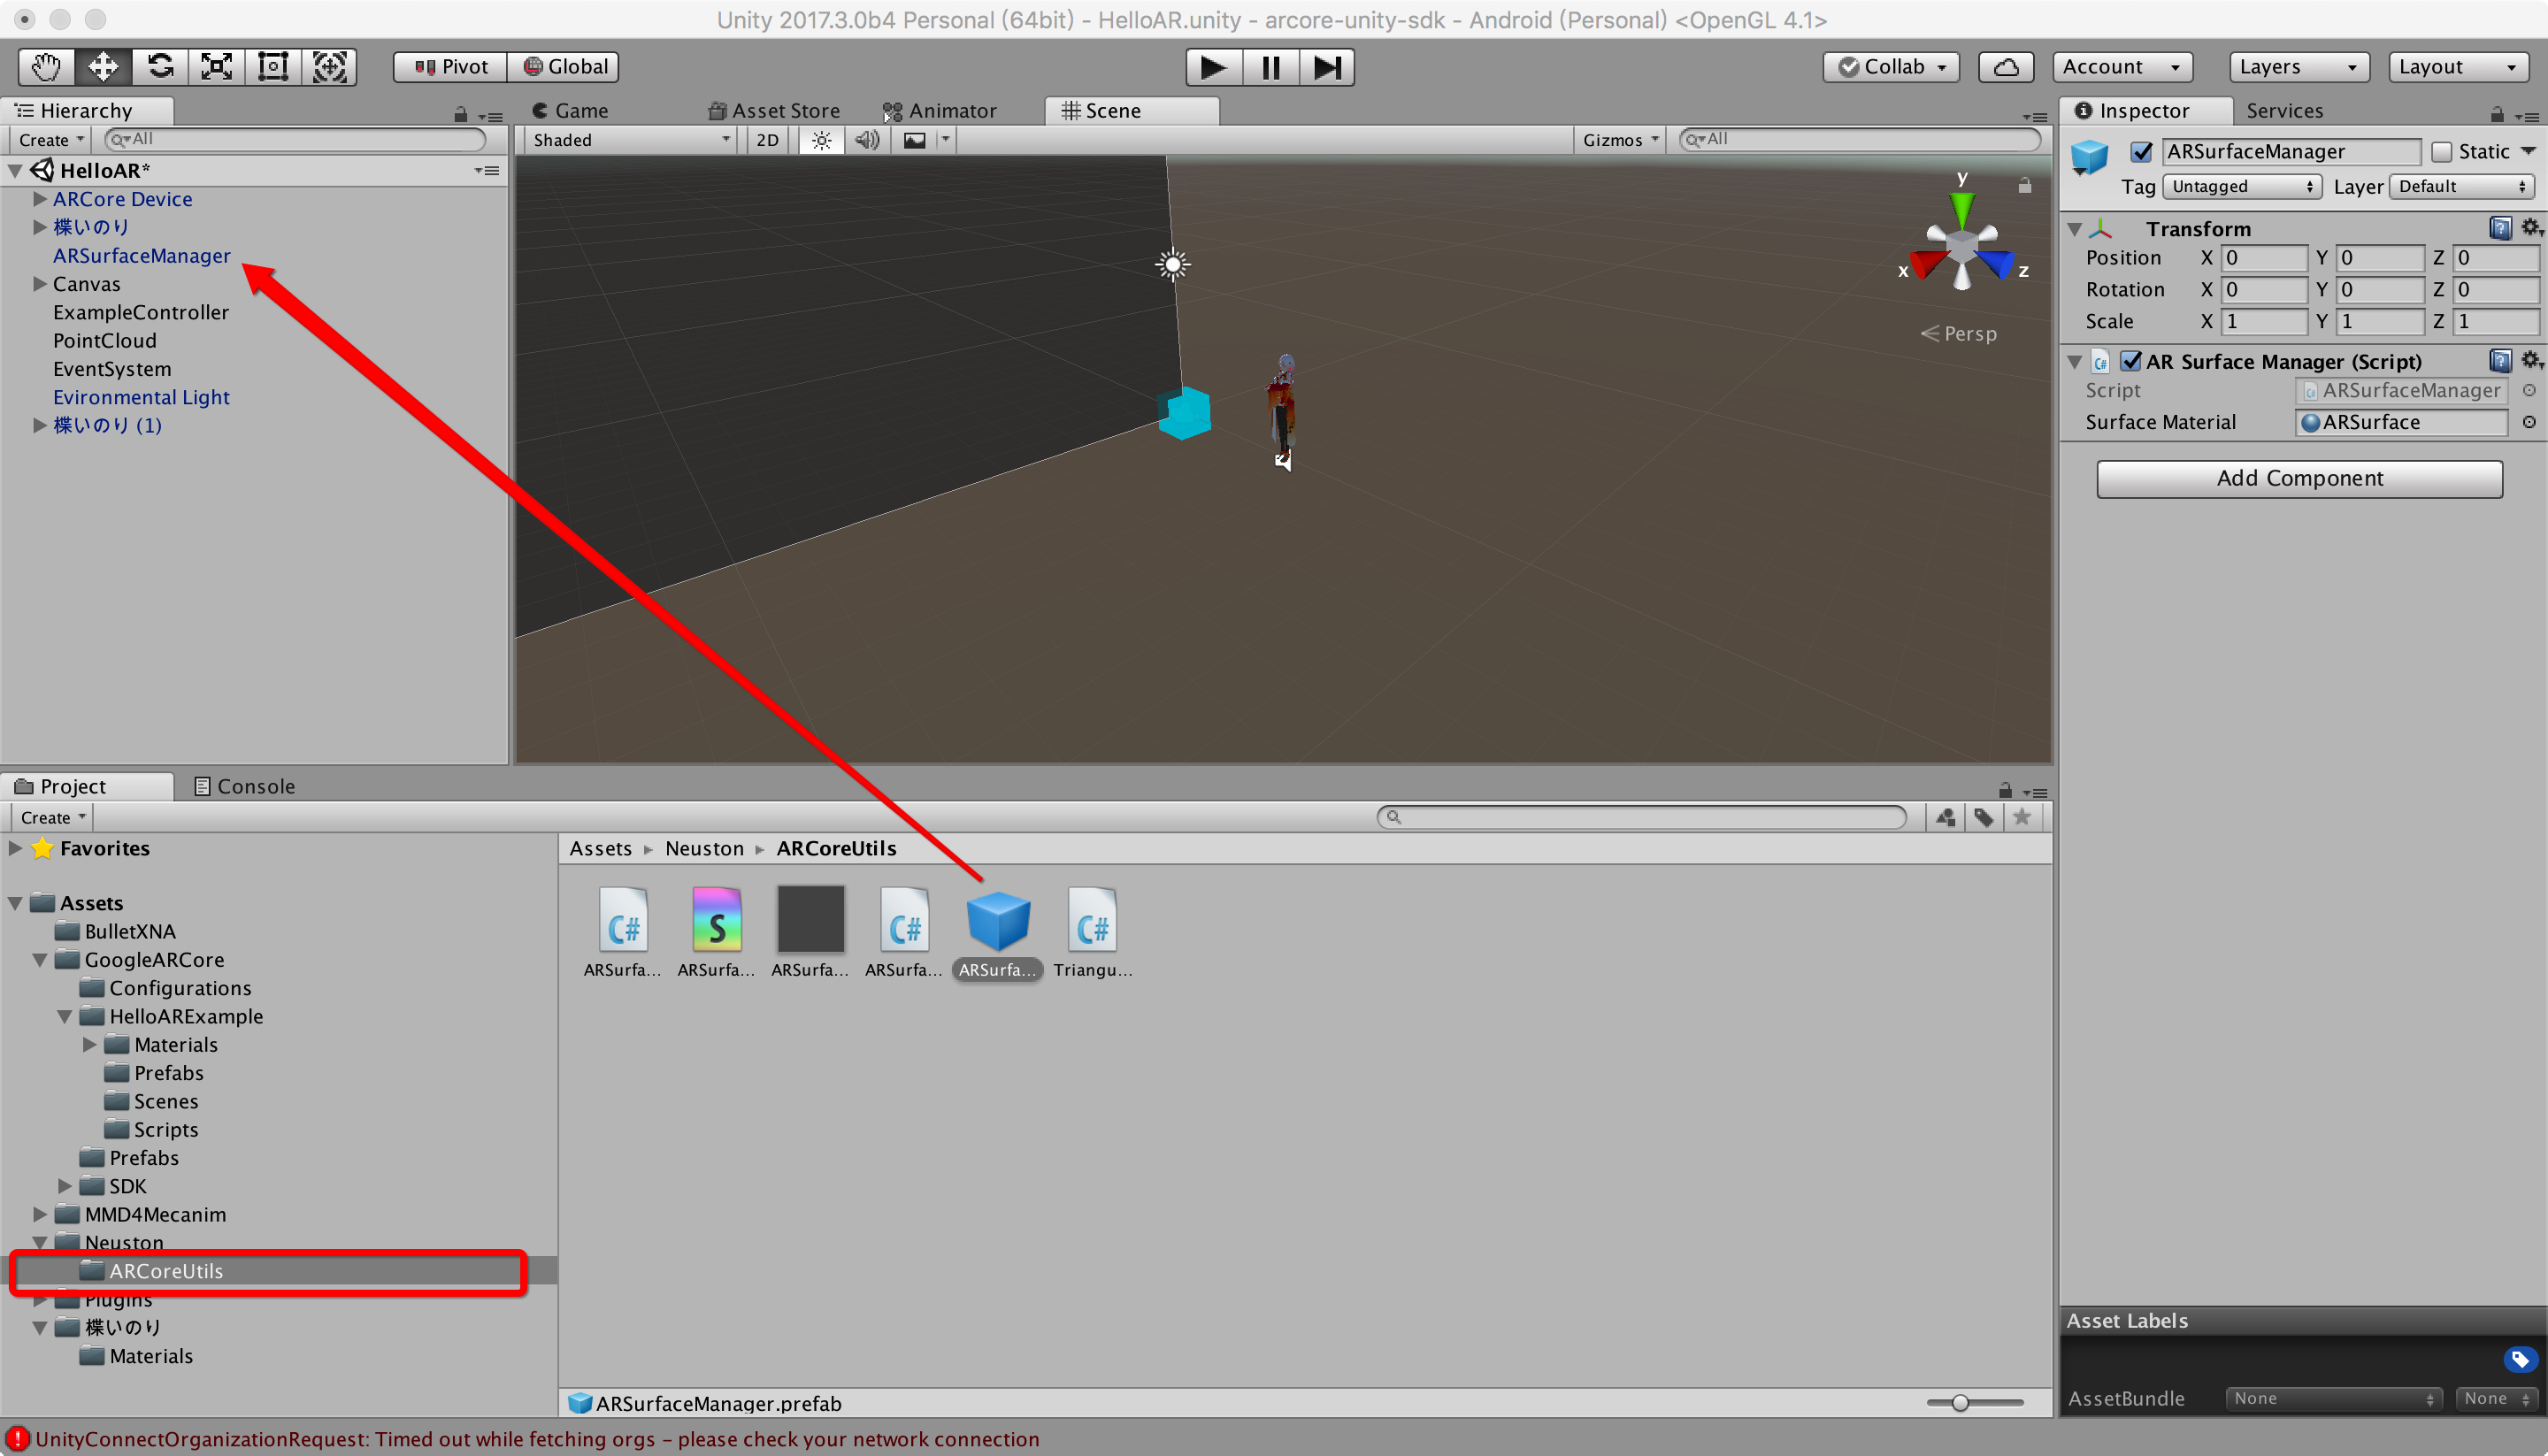 Unity 2017.3.0b4 Personal (64bit) - HelloAR.unity - arcore-unity-sdk - Android (Personal) <OpenGL 4.1>
Pivot Global Collab Account Layers Layout
Hierarchy
Create All
HelloAR*
ARCore Device
楪いのり
ARSurfaceManager
Canvas
ExampleController
PointCloud
EventSystem
Evironmental Light
楪いのり (1)
Game Asset Store Animator Scene
Shaded 2D Gizmos All
y
x z
Persp
Inspector Services
ARSurfaceManager Static
Tag Untagged Layer Default
Transform
Position X 0 Y 0 Z 0
Rotation X 0 Y 0 Z 0
Scale X 1 Y 1 Z 1
C# AR Surface Manager (Script)
Script ARSurfaceManager
Surface Material ARSurface
Add Component
Project Console
Create
Favorites
Assets
BulletXNA
GoogleARCore
Configurations
HelloARExample
Materials
Prefabs
Scenes
Scripts
Prefabs
SDK
MMD4Mecanim
Neuston
ARCoreUtils
Plugins
楪いのり
Materials
Assets Neuston ARCoreUtils
C# S C# C#
ARSurfa... ARSurfa... ARSurfa... ARSurfa... ARSurfa... Triangu...
ARSurfaceManager.prefab
Asset Labels
AssetBundle None None
UnityConnectOrganizationRequest: Timed out while fetching orgs - please check your network connection